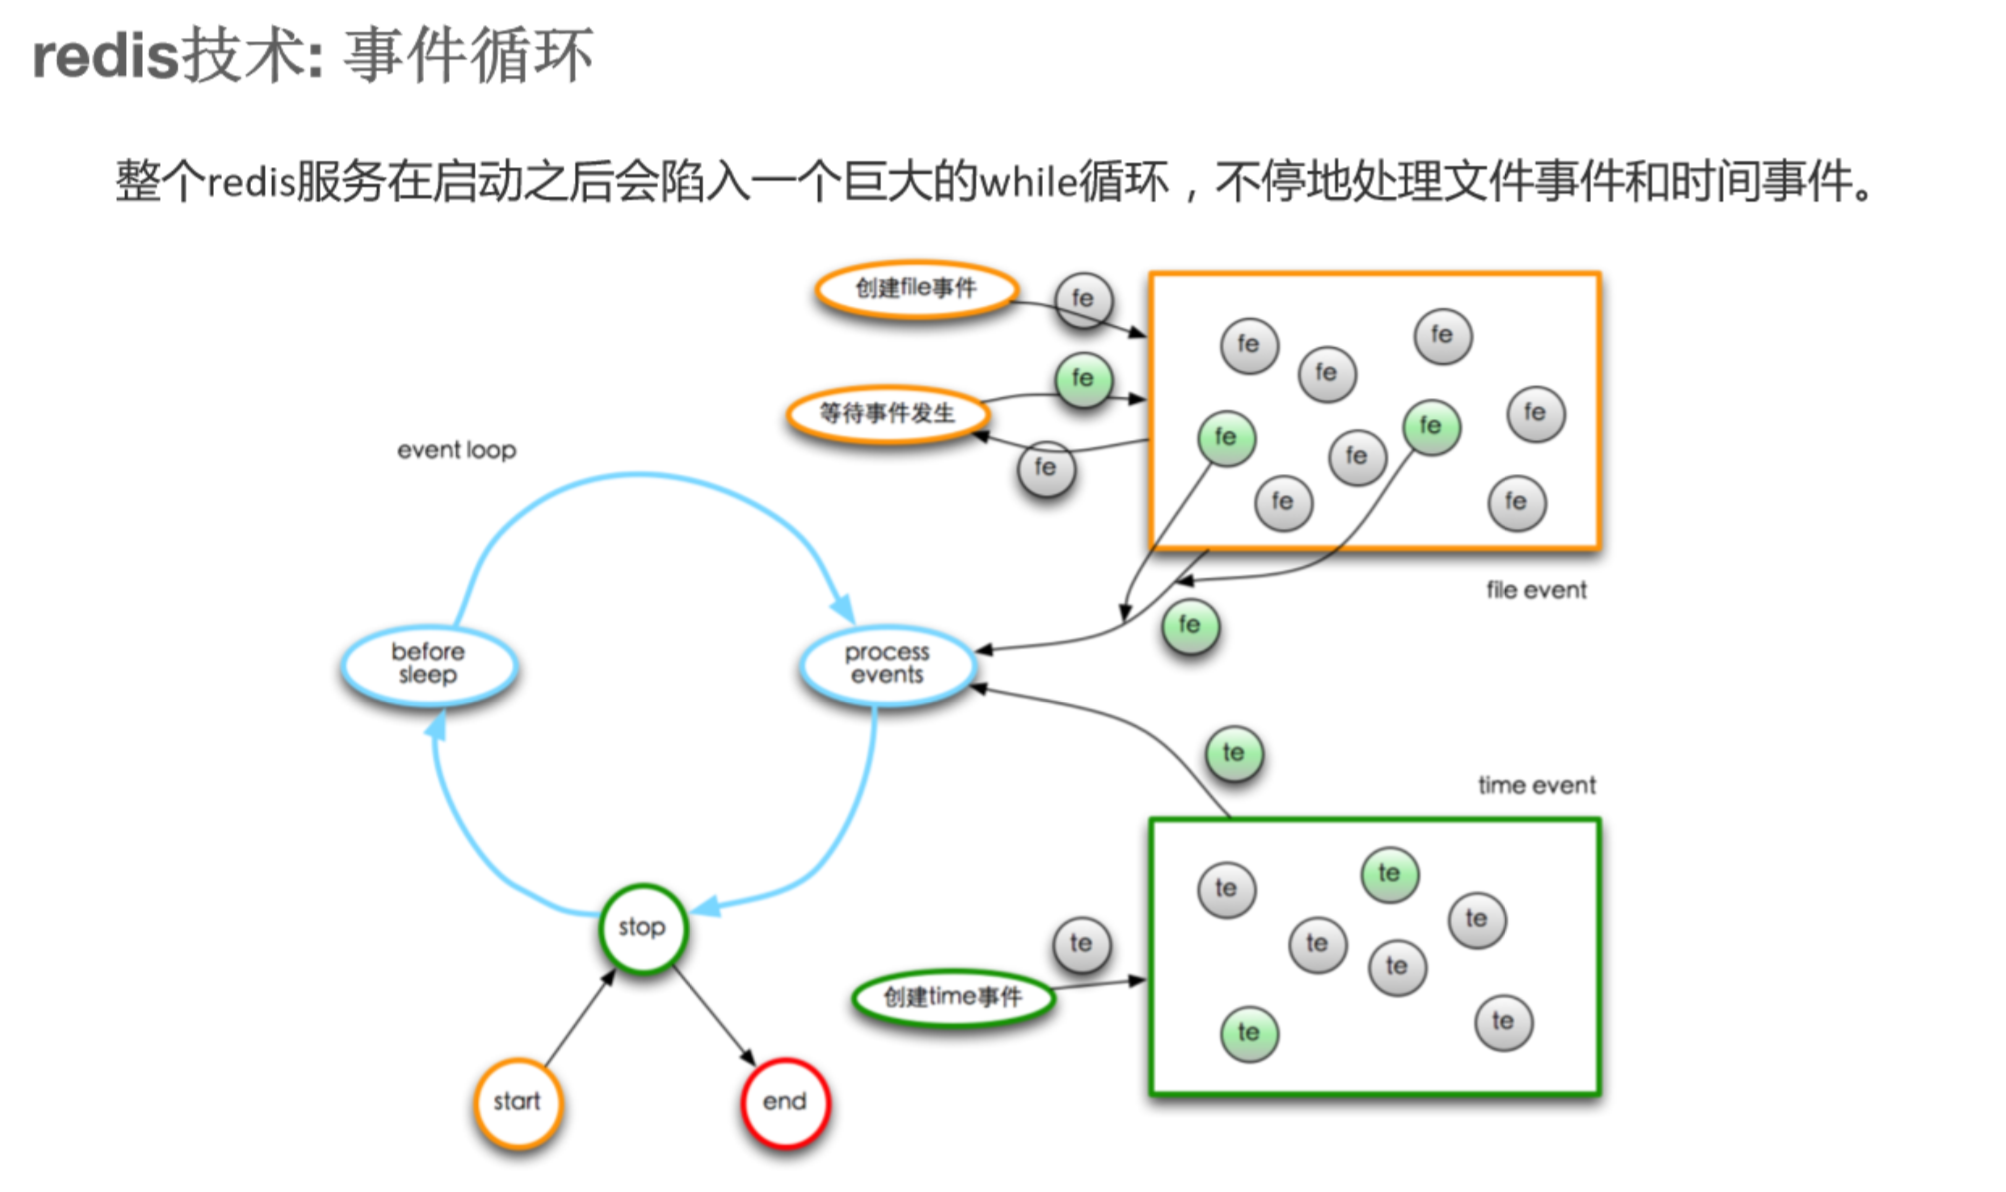 redis技术: 事件循环
整个redis服务在启动之后会陷入一个巨大的while循环，不停地处理文件事件和时间事件。
创建file事件
fe
fe
fe
fe
fe
等待事件发生
fe
fe
fe
fe
fe
fe
event loop
fe
fe
file event
fe
before
sleep
process
events
te
time event
te
te
te
stop
te
te
te
创建time事件
te
te
start
end